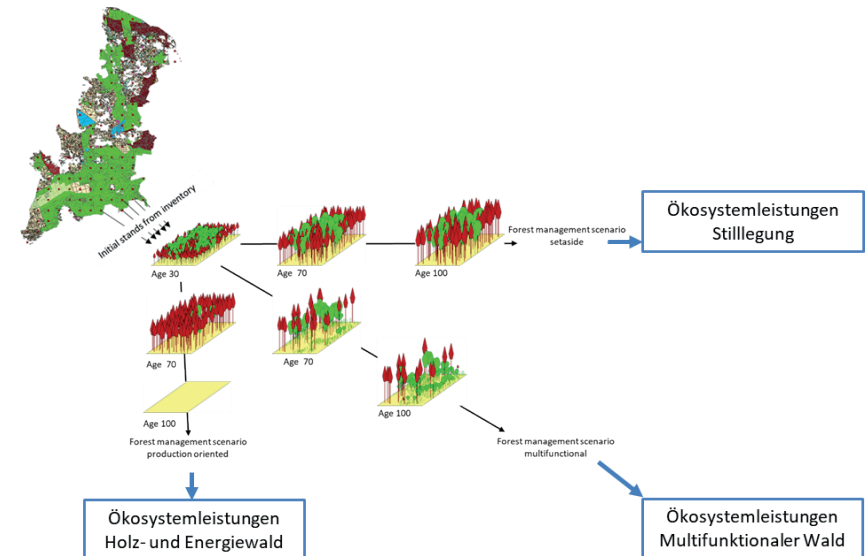 Initial stands from inventory
Age 30
Age 70
Age 100
Forest management scenario
setaside
Ökosystemleistungen
Stilllegung
Age 70
Age 70
Age 100
Age 100
Forest management scenario
production oriented
Forest management scenario
multifunctional
Ökosystemleistungen
Holz- und Energiewald
Ökosystemleistungen
Multifunktionaler Wald